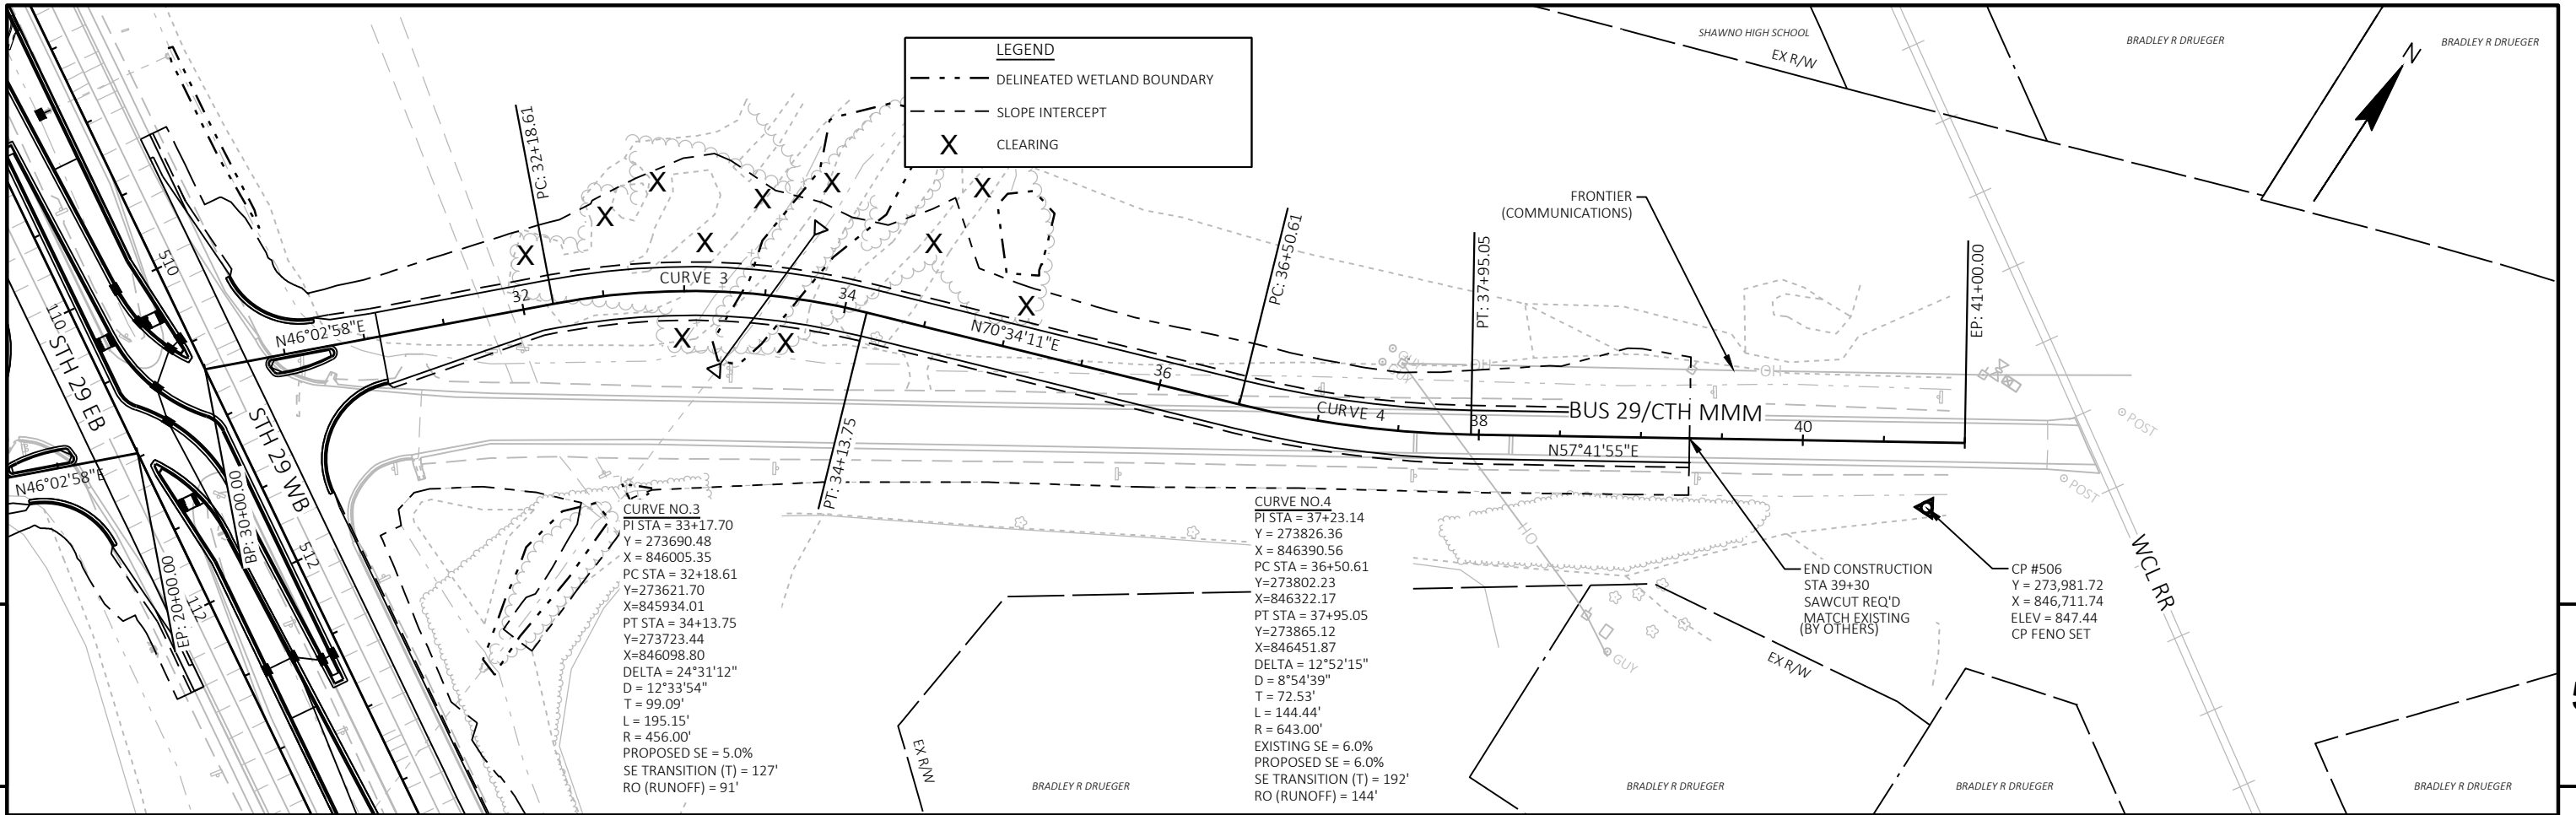 LEGEND
DELINEATED WETLAND BOUNDARY
SLOPE INTERCEPT
X CLEARING
SHAWNO HIGH SCHOOL
EX R/W
BRADLEY R DRUEGER
BRADLEY R DRUEGER
N
PC: 32+18.61
X
X
X
X
X
X
X
X
X
X
X
FRONTIER
(COMMUNICATIONS)
PC: 36+50.61
PT: 37+95.05
EP: 41+00.00
510
110 STH 29 EB
N46°02'58"E
32
CURVE 3
34
N70°34'11"E
36
CURVE 4
38
BUS 29/CTH MMM
40
OH
OH
N57°41'55"E
POST
POST
STH 29 WB
N46°02'58"E
BP: 30+00.00
512
EP: 20+00.00
112
PT: 34+13.75
CURVE NO.3
PI STA = 33+17.70
Y = 273690.48
X = 846005.35
PC STA = 32+18.61
Y=273621.70
X=845934.01
PT STA = 34+13.75
Y=273723.44
X=846098.80
DELTA = 24°31'12"
D = 12°33'54"
T = 99.09'
L = 195.15'
R = 456.00'
PROPOSED SE = 5.0%
SE TRANSITION (T) = 127'
RO (RUNOFF) = 91'
CURVE NO.4
PI STA = 37+23.14
Y = 273826.36
X = 846390.56
PC STA = 36+50.61
Y=273802.23
X=846322.17
PT STA = 37+95.05
Y=273865.12
X=846451.87
DELTA = 12°52'15"
D = 8°54'39"
T = 72.53'
L = 144.44'
R = 643.00'
EXISTING SE = 6.0%
PROPOSED SE = 6.0%
SE TRANSITION (T) = 192'
RO (RUNOFF) = 144'
OH
GUY
END CONSTRUCTION
STA 39+30
SAWCUT REQ'D
MATCH EXISTING
(BY OTHERS)
CP #506
Y = 273,981.72
X = 846,711.74
ELEV = 847.44
CP FENO SET
WCL RR
EX R/W
EX R/W
BRADLEY R DRUEGER
BRADLEY R DRUEGER
BRADLEY R DRUEGER
BRADLEY R DRUEGER